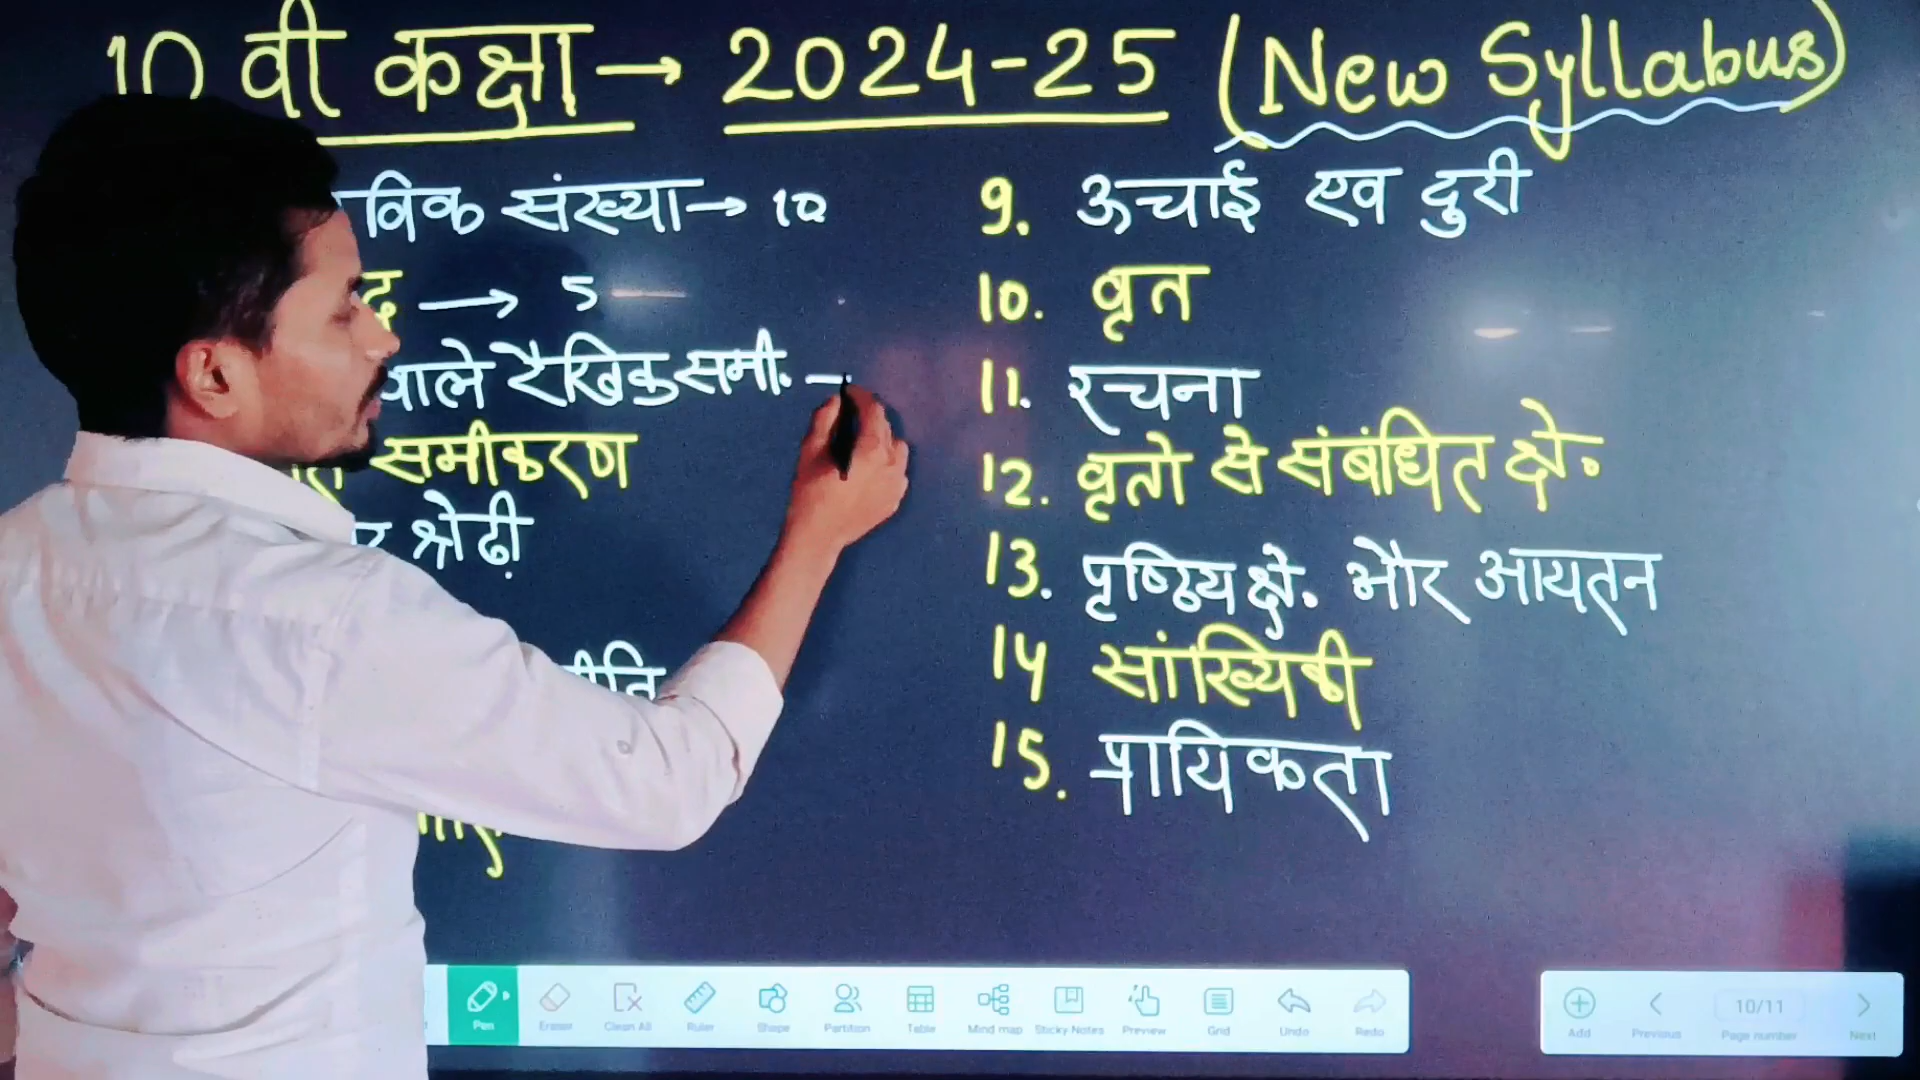 10 वी कक्षा → 2024-25 (New Syllabus)
संख्या → 10
→ 5
वाले रैखिक समी. -
समीकरण
श्रेढी
9. ऊचाई एव दुरी
10. वृत
11. रचना
12. वृतो से संबंधित क्षे.
13. पृष्ठिय क्षे. और आयतन
14 सांख्यिकी
15. प्रायिकता
Pen
Eraser
Clean All
Ruler
Shape
Partition
Table
Mind map
Sticky Notes
Preview
Grid
Undo
Redo
Add
Previous
10/11
Page number
Next